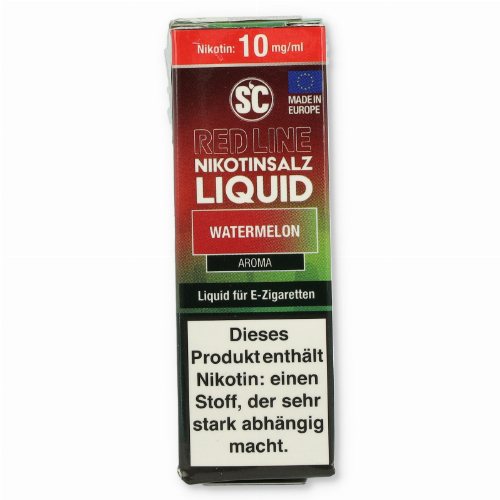 Nikotin: 10 mg/ml
SC
MADE IN
EUROPE
RED LINE
NIKOTINSALZ
LIQUID
WATERMELON
AROMA
Liquid für E-Zigaretten
Dieses
Produkt enthält
Nikotin: einen
Stoff, der sehr
stark abhängig
macht.